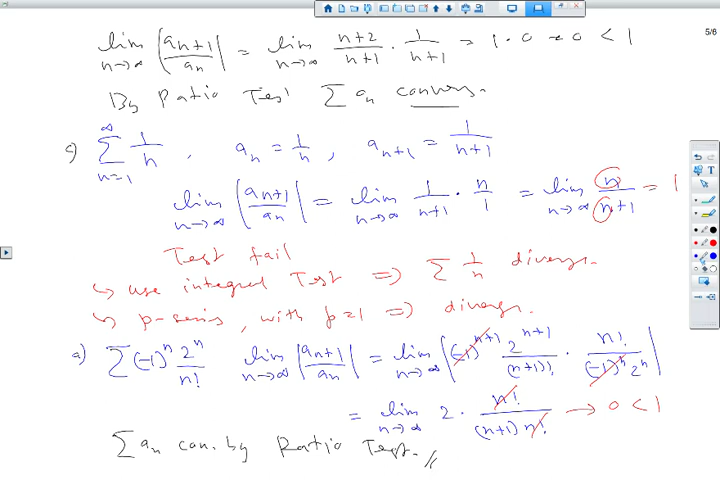 5/6
lim n→∞ |an+1/an| = lim n→∞ n+2/n+1 · 1/n+1 → 1·0 → 0 < 1
By Ratio Test Σ an convers.
c) ∞ Σ n=1 1/n , an = 1/n , an+1 = 1/n+1
lim n→∞ |an+1/an| = lim n→∞ 1/n+1 · n/1 = lim n→∞ n/n+1 = 1
Test fail
↳ use integral Test ⇒ Σ 1/n diverge.
↳ p-series, with p=1 ⇒ diverge.
a) Σ(-1)^n 2^n/n! lim n→∞ |an+1/an| = lim n→∞ |(-1)^n+1 2^n+1/(n+1)! · n!/(-1)^n 2^n|
= lim n→∞ 2 · n!/(n+1) n! → 0 < 1
Σ an con. by Ratio Test. //
T